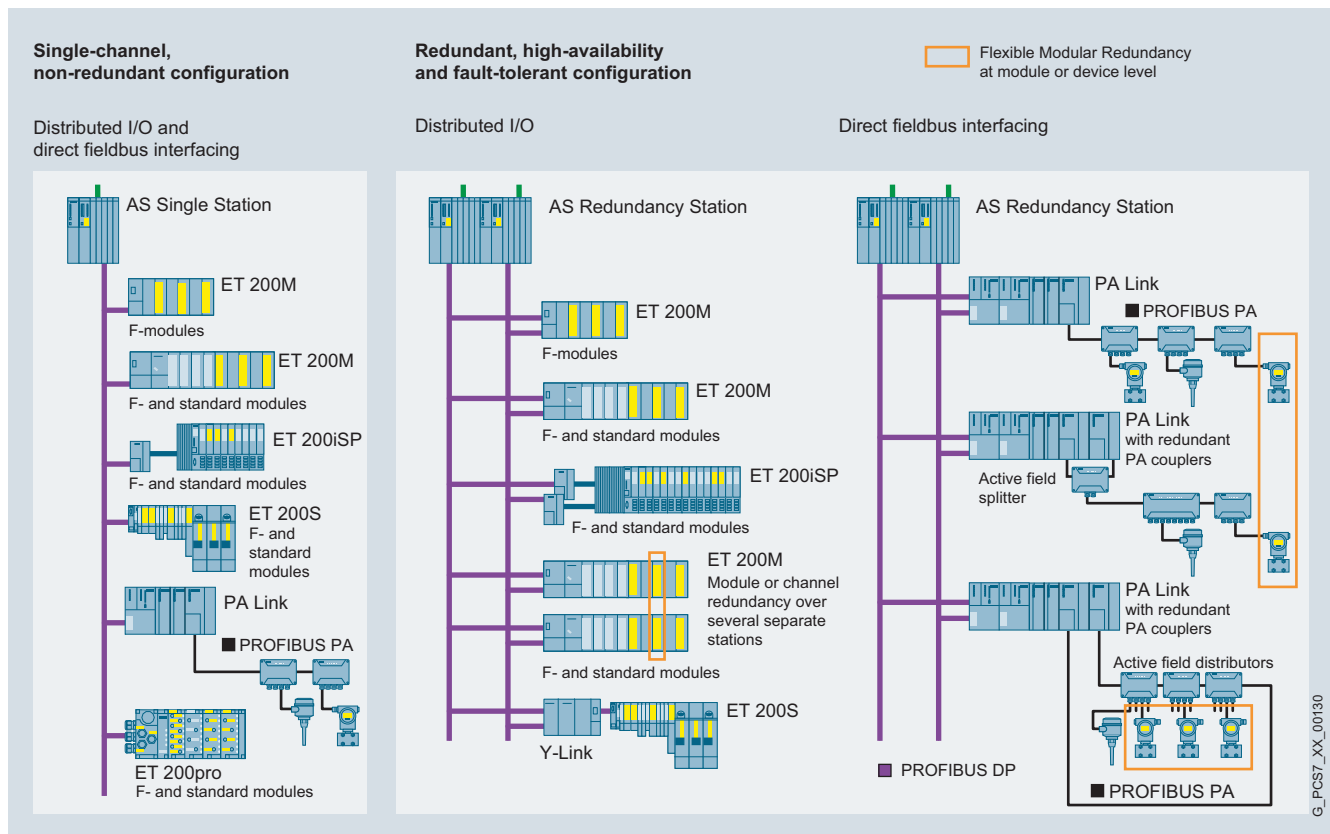 Single-channel,
non-redundant configuration
Redundant, high-availability
and fault-tolerant configuration
Flexible Modular Redundancy
at module or device level
Distributed I/O and
direct fieldbus interfacing
Distributed I/O
Direct fieldbus interfacing
AS Single Station
ET 200M
F-modules
ET 200M
F- and standard modules
ET 200iSP
F- and standard modules
ET 200S
F- and
standard
modules
PA Link
PROFIBUS PA
ET 200pro
F- and standard modules
AS Redundancy Station
ET 200M
F-modules
ET 200M
F- and standard modules
ET 200iSP
F- and standard modules
ET 200M
Module or channel
redundancy over
several separate
stations
F- and standard modules
ET 200S
Y-Link
AS Redundancy Station
PA Link
PROFIBUS PA
PA Link
with redundant
PA couplers
Active field
splitter
PA Link
with redundant
PA couplers
Active field distributors
PROFIBUS DP
PROFIBUS PA
G_PCS7_XX_00130